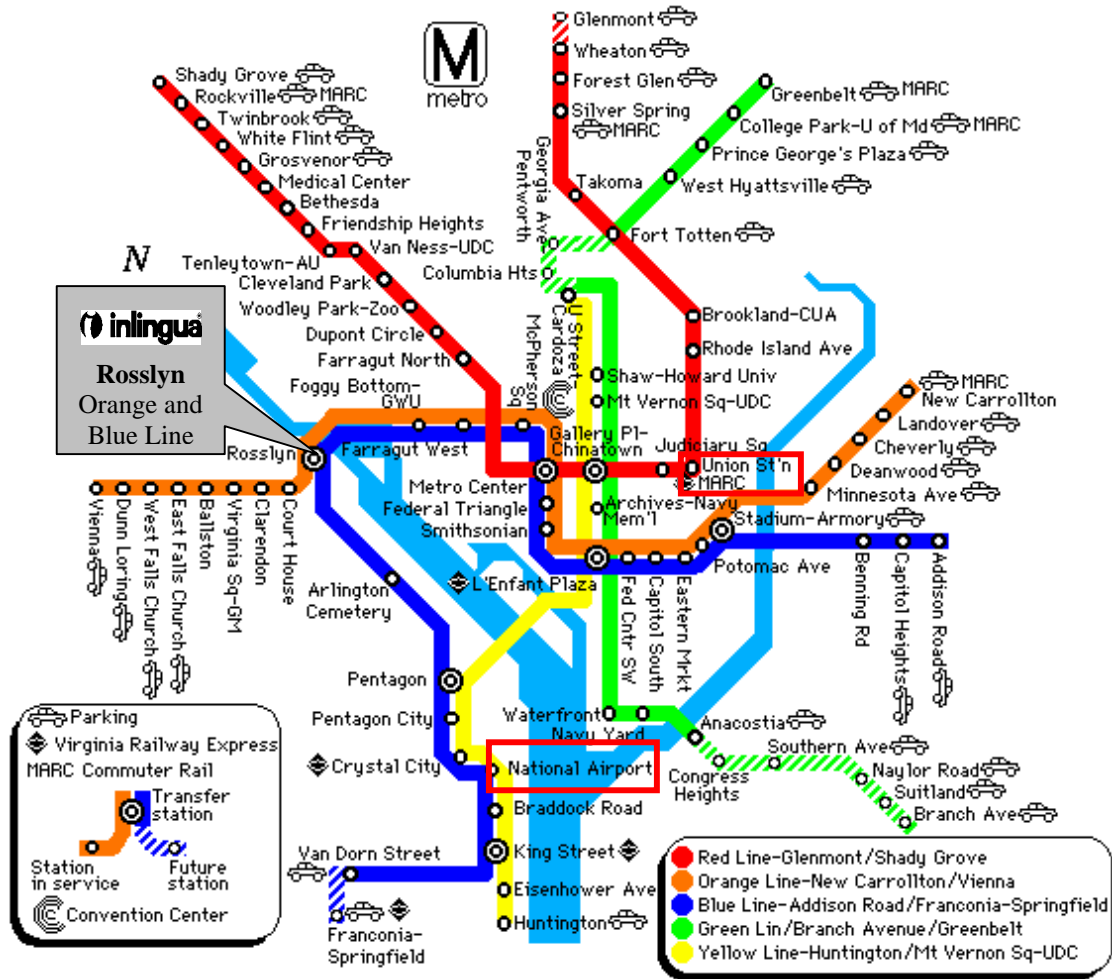 M
metro
Glenmont
Wheaton
Forest Glen
Silver Spring
MARC
Takoma
Fort Totten
Greenbelt MARC
College Park-U of Md MARC
Prince George's Plaza
West Hyattsville
Georgia Ave-
Pentworth
Columbia Hts
Shady Grove
Rockville MARC
Twinbrook
White Flint
Grosvenor
Medical Center
Bethesda
Friendship Heights
Tenleytown-AU
Van Ness-UDC
Cleveland Park
Woodley Park-Zoo
Dupont Circle
Farragut North
N
inlingua
Rosslyn
Orange and
Blue Line
U Street
Cardoza
McPherson
Sq
Brookland-CUA
Rhode Island Ave
Shaw-Howard Univ
Mt Vernon Sq-UDC
Foggy Bottom-
GWU
Farragut West
Rosslyn
Gallery Pl-
Chinatown
Judiciary Sq
Union St'n
MARC
MARC
New Carrollton
Landover
Cheverly
Deanwood
Minnesota Ave
Metro Center
Federal Triangle
Smithsonian
Archives-Navy
Mem'l
Stadium-Armory
Potomac Ave
L'Enfant Plaza
Vienna
Dunn Loring
West Falls Church
East Falls Church
Ballston
Virginia Sq-GM
Clarendon
Court House
Fed Cntr SW
Capitol South
Eastern Mrkt
Benning Rd
Capitol Heights
Addison Road
Arlington
Cemetery
Pentagon
Pentagon City
Crystal City
National Airport
Braddock Road
King Street
Eisenhower Ave
Huntington
Van Dorn Street
Franconia-
Springfield
Waterfront
Navy Yard
Anacostia
Congress
Heights
Southern Ave
Naylor Road
Suitland
Branch Ave
Parking
Virginia Railway Express
MARC Commuter Rail
Transfer
station
Station
in service
Future
station
Convention Center
Red Line-Glenmont/Shady Grove
Orange Line-New Carrollton/Vienna
Blue Line-Addison Road/Franconia-Springfield
Green Lin/Branch Avenue/Greenbelt
Yellow Line-Huntington/Mt Vernon Sq-UDC